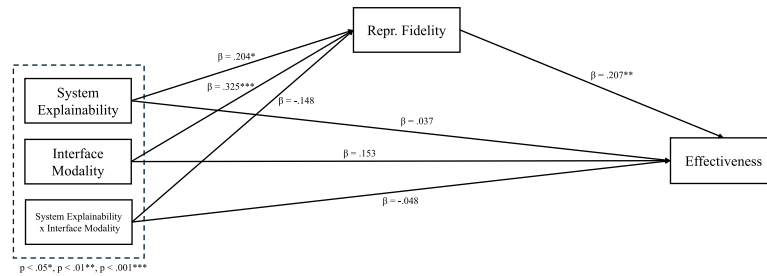 Repr. Fidelity
β = .204*
β = .207**
β = .325***
System
Explainability
β = -.148
β = .037
Interface
Modality
β = .153
Effectiveness
System Explainability
x Interface Modality
β = -.048
p < .05*, p < .01**, p < .001***